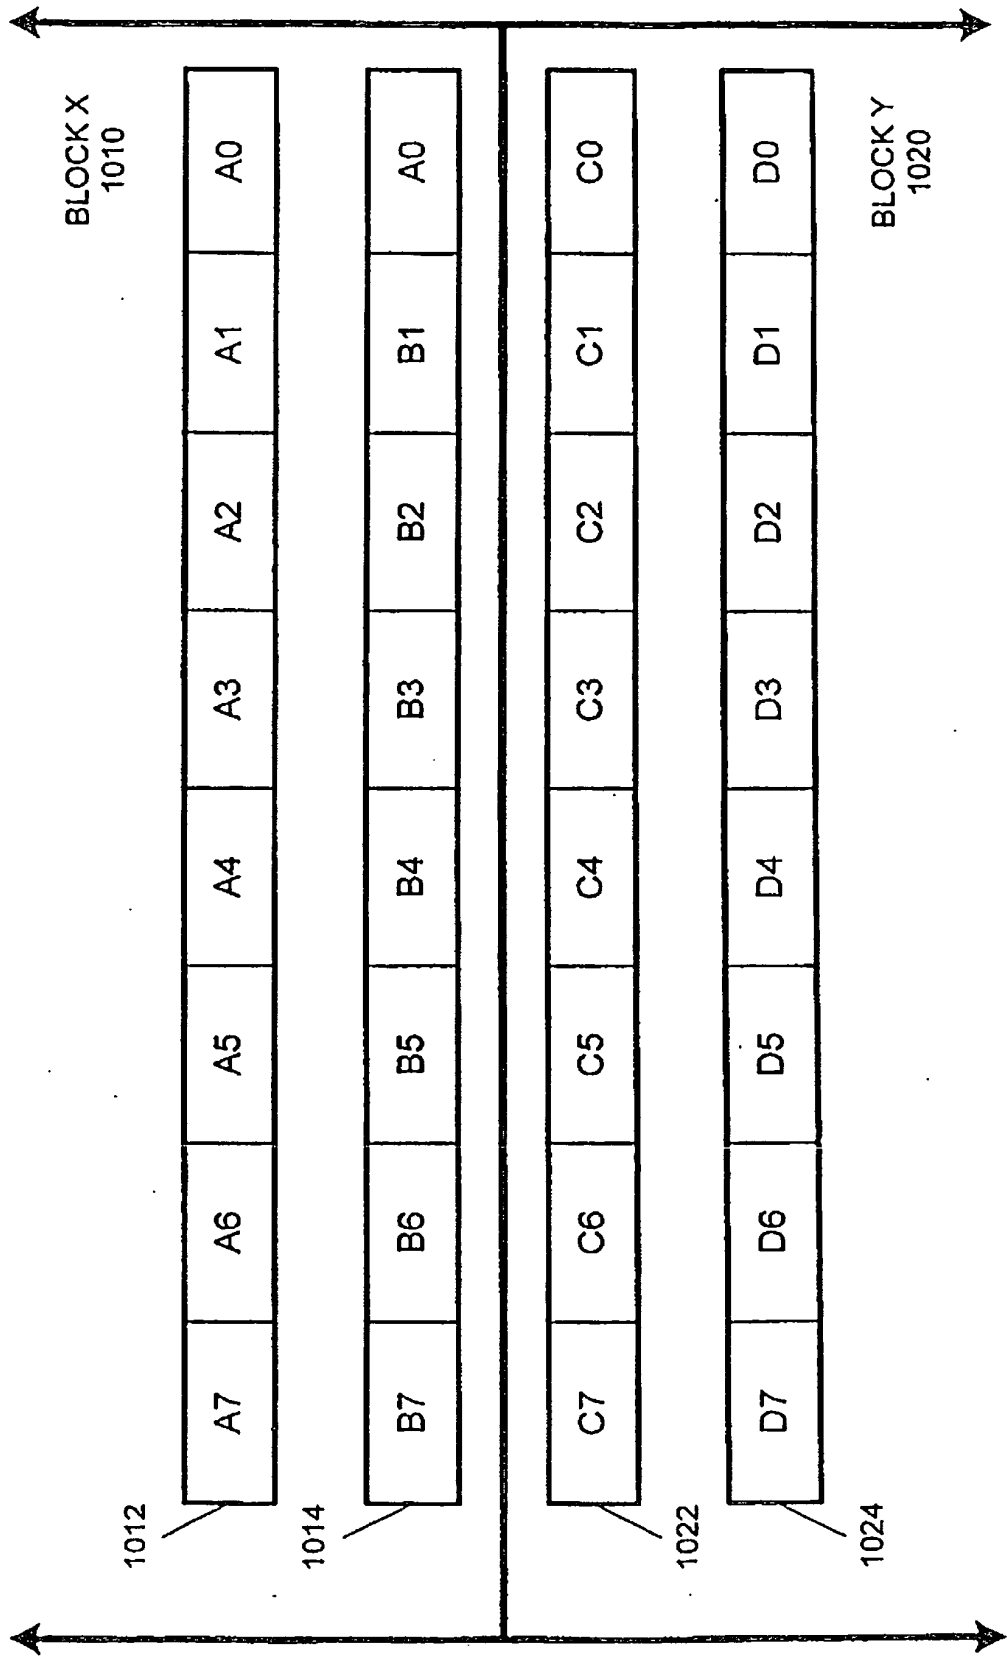 BLOCK X
1010
1012
A7 A6 A5 A4 A3 A2 A1 A0
1014
B7 B6 B5 B4 B3 B2 B1 A0
C7 C6 C5 C4 C3 C2 C1 C0
1022
D7 D6 D5 D4 D3 D2 D1 D0
1024
BLOCK Y
1020